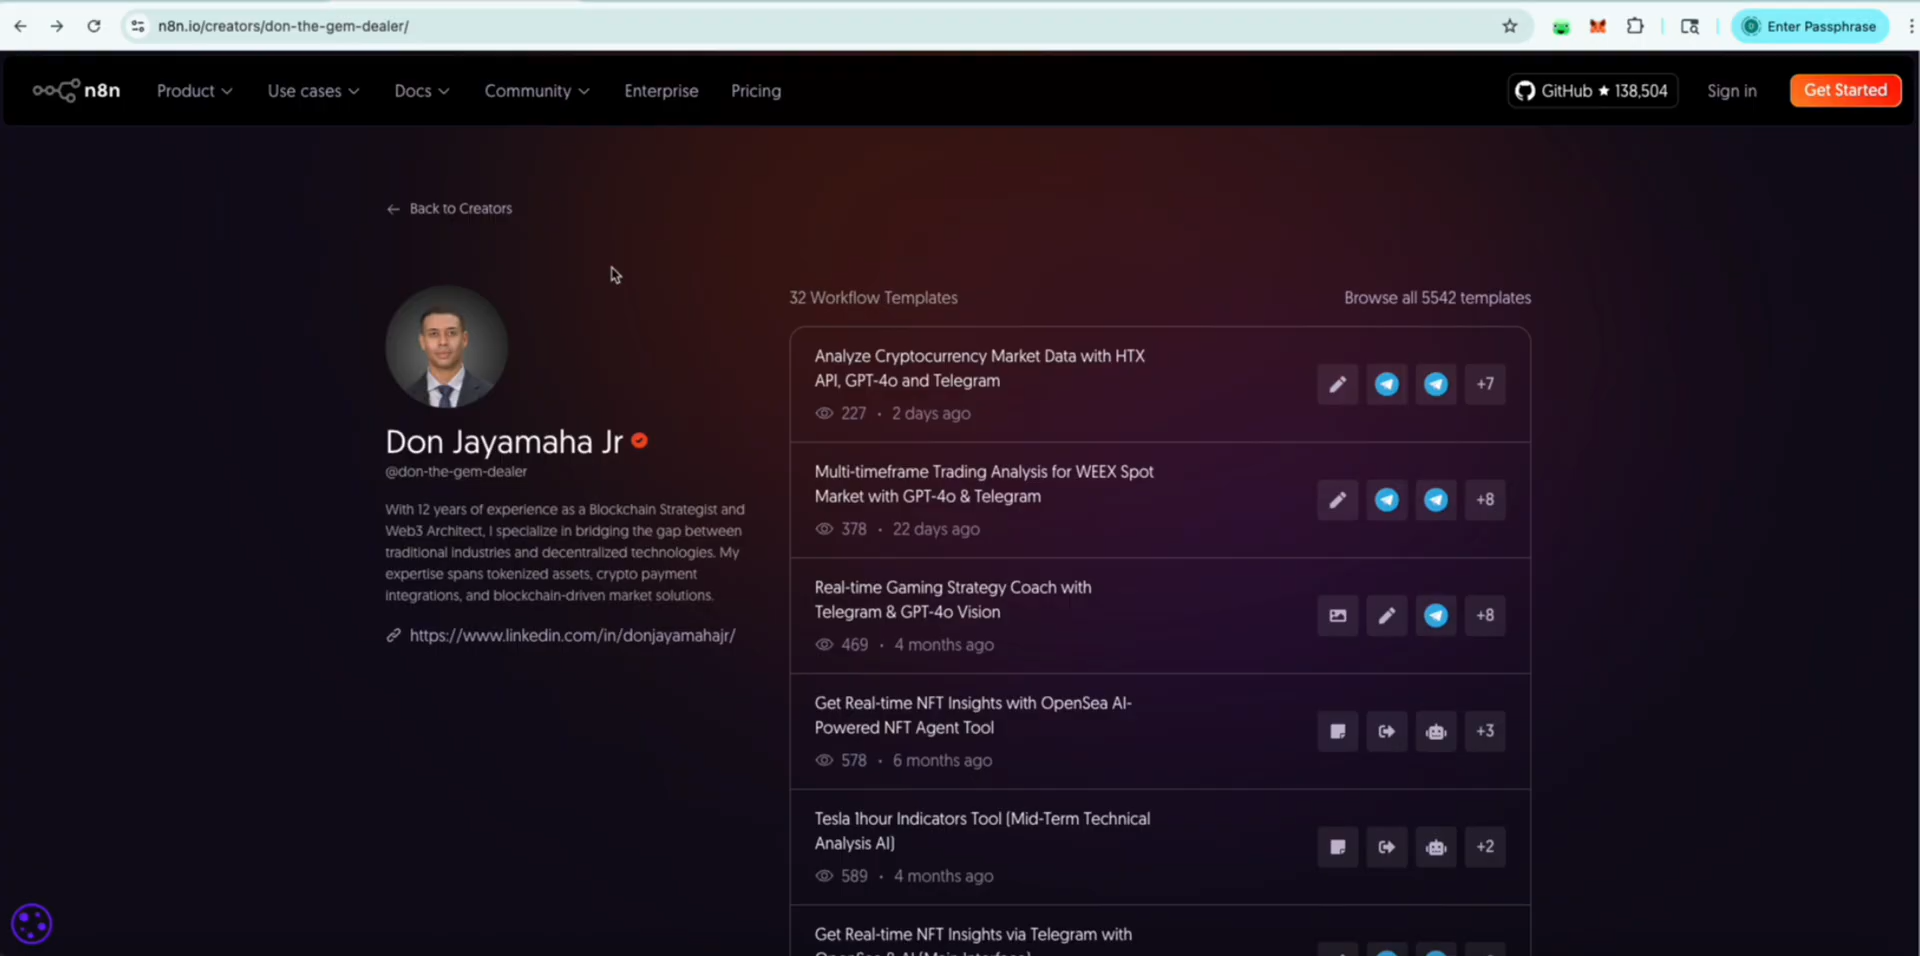 n8n.io/creators/don-the-gem-dealer/
Enter Passphrase
n8n
Product
Use cases
Docs
Community
Enterprise
Pricing
GitHub ★ 138,504
Sign in
Get Started
← Back to Creators
Don Jayamaha Jr
@don-the-gem-dealer
With 12 years of experience as a Blockchain Strategist and
Web3 Architect, I specialize in bridging the gap between
traditional industries and decentralized technologies. My
expertise spans tokenized assets, crypto payment
integrations, and blockchain-driven market solutions.
https://www.linkedin.com/in/donjayamahajr/
32 Workflow Templates
Browse all 5542 templates
Analyze Cryptocurrency Market Data with HTX
API, GPT-4o and Telegram
227 · 2 days ago
+7
Multi-timeframe Trading Analysis for WEEX Spot
Market with GPT-4o & Telegram
378 · 22 days ago
+8
Real-time Gaming Strategy Coach with
Telegram & GPT-4o Vision
469 · 4 months ago
+8
Get Real-time NFT Insights with OpenSea AI-
Powered NFT Agent Tool
578 · 6 months ago
+3
Tesla 1hour Indicators Tool (Mid-Term Technical
Analysis AI)
589 · 4 months ago
+2
Get Real-time NFT Insights via Telegram with